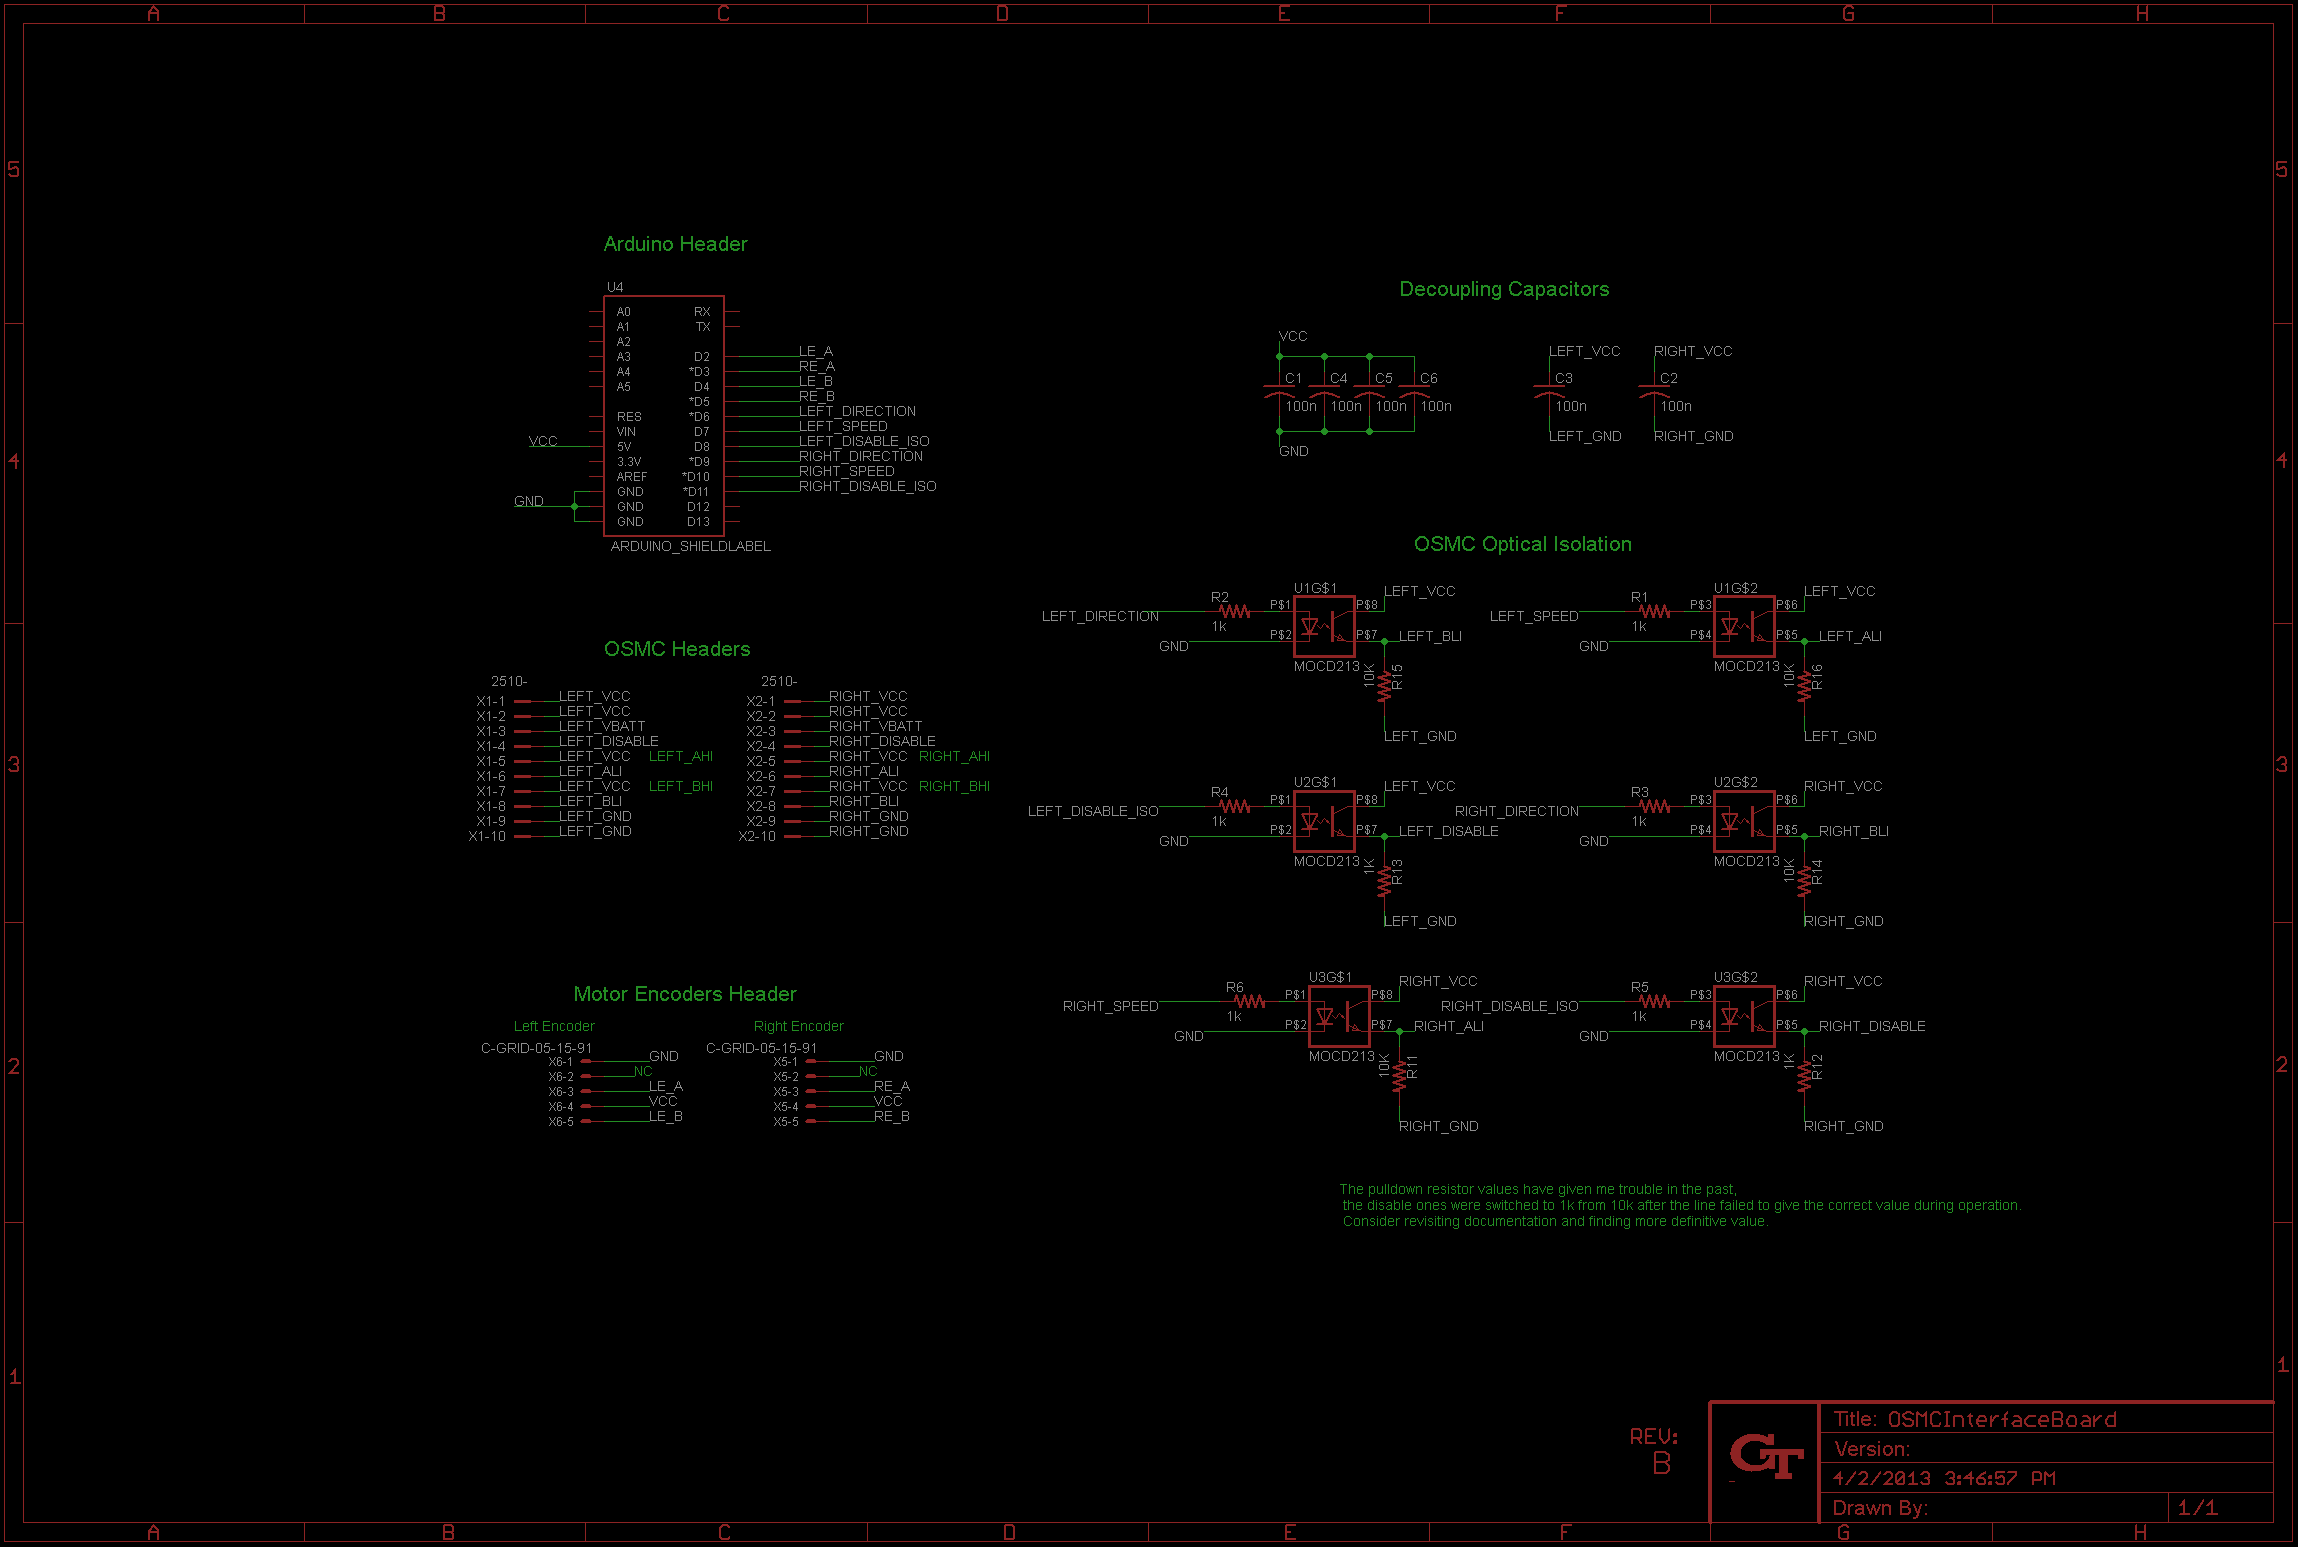 A B C D E F G H
5 5
Arduino Header
U4
A0 RX
A1 TX
A2
A3 D2 LE_A
A4 *D3 RE_A
A5 D4 LE_B
*D5 RE_B
RES *D6 LEFT_DIRECTION
VIN D7 LEFT_SPEED
VCC 5V D8 LEFT_DISABLE_ISO
3.3V *D9 RIGHT_DIRECTION
AREF *D10 RIGHT_SPEED
GND *D11 RIGHT_DISABLE_ISO
GND GND D12
GND D13
ARDUINO_SHIELDLABEL
Decoupling Capacitors
VCC LEFT_VCC RIGHT_VCC
C1 C4 C5 C6 C3 C2
100n 100n 100n 100n 100n 100n
GND LEFT_GND RIGHT_GND
4 4
OSMC Optical Isolation
U1G$1
LEFT_VCC
R2 P$1 P$8
LEFT_DIRECTION 1k
GND P$2 P$7 LEFT_BLI
MOCD213 10K R15
LEFT_GND
U1G$2
LEFT_VCC
R1 P$3 P$6
LEFT_SPEED 1k
GND P$4 P$5 LEFT_ALI
MOCD213 10K R16
LEFT_GND
U2G$1
LEFT_VCC
R4 P$1 P$8
LEFT_DISABLE_ISO 1k
GND P$2 P$7 LEFT_DISABLE
MOCD213 1K R13
LEFT_GND
U2G$2
RIGHT_VCC
R3 P$3 P$6
RIGHT_DIRECTION 1k
GND P$4 P$5 RIGHT_BLI
MOCD213 10K R14
RIGHT_GND
U3G$1
RIGHT_VCC
R6 P$1 P$8
RIGHT_SPEED 1k
GND P$2 P$7 RIGHT_ALI
MOCD213 10K R11
RIGHT_GND
U3G$2
RIGHT_VCC
R5 P$3 P$6
RIGHT_DISABLE_ISO 1k
GND P$4 P$5 RIGHT_DISABLE
MOCD213 1K R12
RIGHT_GND
OSMC Headers
2510-
X1-1 LEFT_VCC
X1-2 LEFT_VCC
X1-3 LEFT_VBATT
X1-4 LEFT_DISABLE
X1-5 LEFT_VCC LEFT_AHI
X1-6 LEFT_ALI
X1-7 LEFT_VCC LEFT_BHI
X1-8 LEFT_BLI
X1-9 LEFT_GND
X1-10 LEFT_GND
2510-
X2-1 RIGHT_VCC
X2-2 RIGHT_VCC
X2-3 RIGHT_VBATT
X2-4 RIGHT_DISABLE
X2-5 RIGHT_VCC RIGHT_AHI
X2-6 RIGHT_ALI
X2-7 RIGHT_VCC RIGHT_BHI
X2-8 RIGHT_BLI
X2-9 RIGHT_GND
X2-10 RIGHT_GND
3 3
Motor Encoders Header
Left Encoder
C-GRID-05-15-91
X6-1 GND
X6-2 NC
X6-3 LE_A
X6-4 VCC
X6-5 LE_B
Right Encoder
C-GRID-05-15-91
X5-1 GND
X5-2 NC
X5-3 RE_A
X5-4 VCC
X5-5 RE_B
2 2
The pulldown resistor values have given me trouble in the past,
the disable ones were switched to 1k from 10k after the line failed to give the correct value during operation.
Consider revisiting documentation and finding more definitive value.
1 1
REV:
B
GT
Title: OSMCInterfaceBoard
Version:
4/2/2013 3:46:57 PM
Drawn By: 1/1
A B C D E F G H